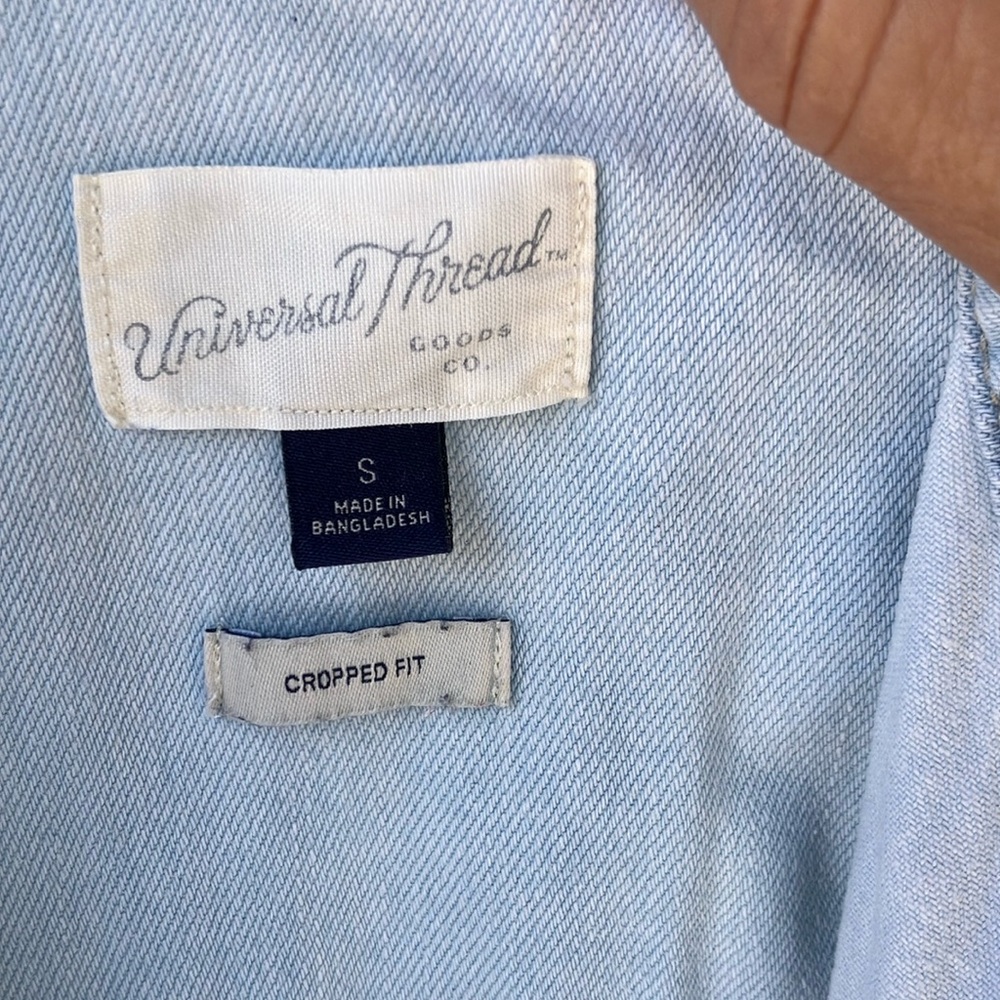 Universal Thread™
GOODS
CO.
S
MADE IN
BANGLADESH
CROPPED FIT